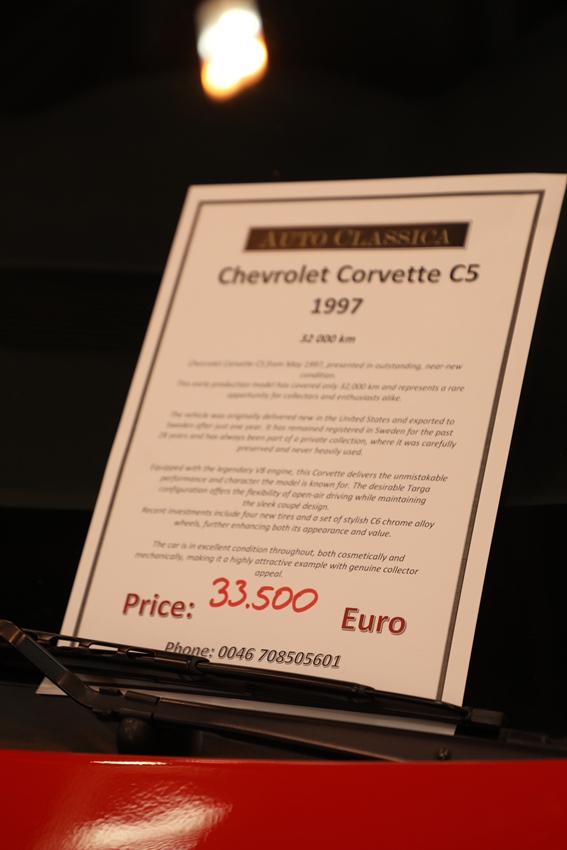 AUTO CLASSICA
Chevrolet Corvette C5
1997
32 000 km
Chevrolet Corvette C5 from May 1997, presented in outstanding, near-new
condition.
This early production model has covered only 32,000 km and represents a rare
opportunity for collectors and enthusiasts alike.
The vehicle was originally delivered new in the United States and exported to
Sweden after just one year. It has remained registered in Sweden for the past
28 years and has always been part of a private collection, where it was carefully
preserved and never heavily used.
Equipped with the legendary V8 engine, this Corvette delivers the unmistakable
performance and character the model is known for. The desirable Targa
configuration offers the flexibility of open-air driving while maintaining
the sleek coupé design.
Recent investments include four new tires and a set of stylish C6 chrome alloy
wheels, further enhancing both its appearance and value.
The car is in excellent condition throughout, both cosmetically and
mechanically, making it a highly attractive example with genuine collector
appeal.
Price: 33.500 Euro
Phone: 0046 708505601